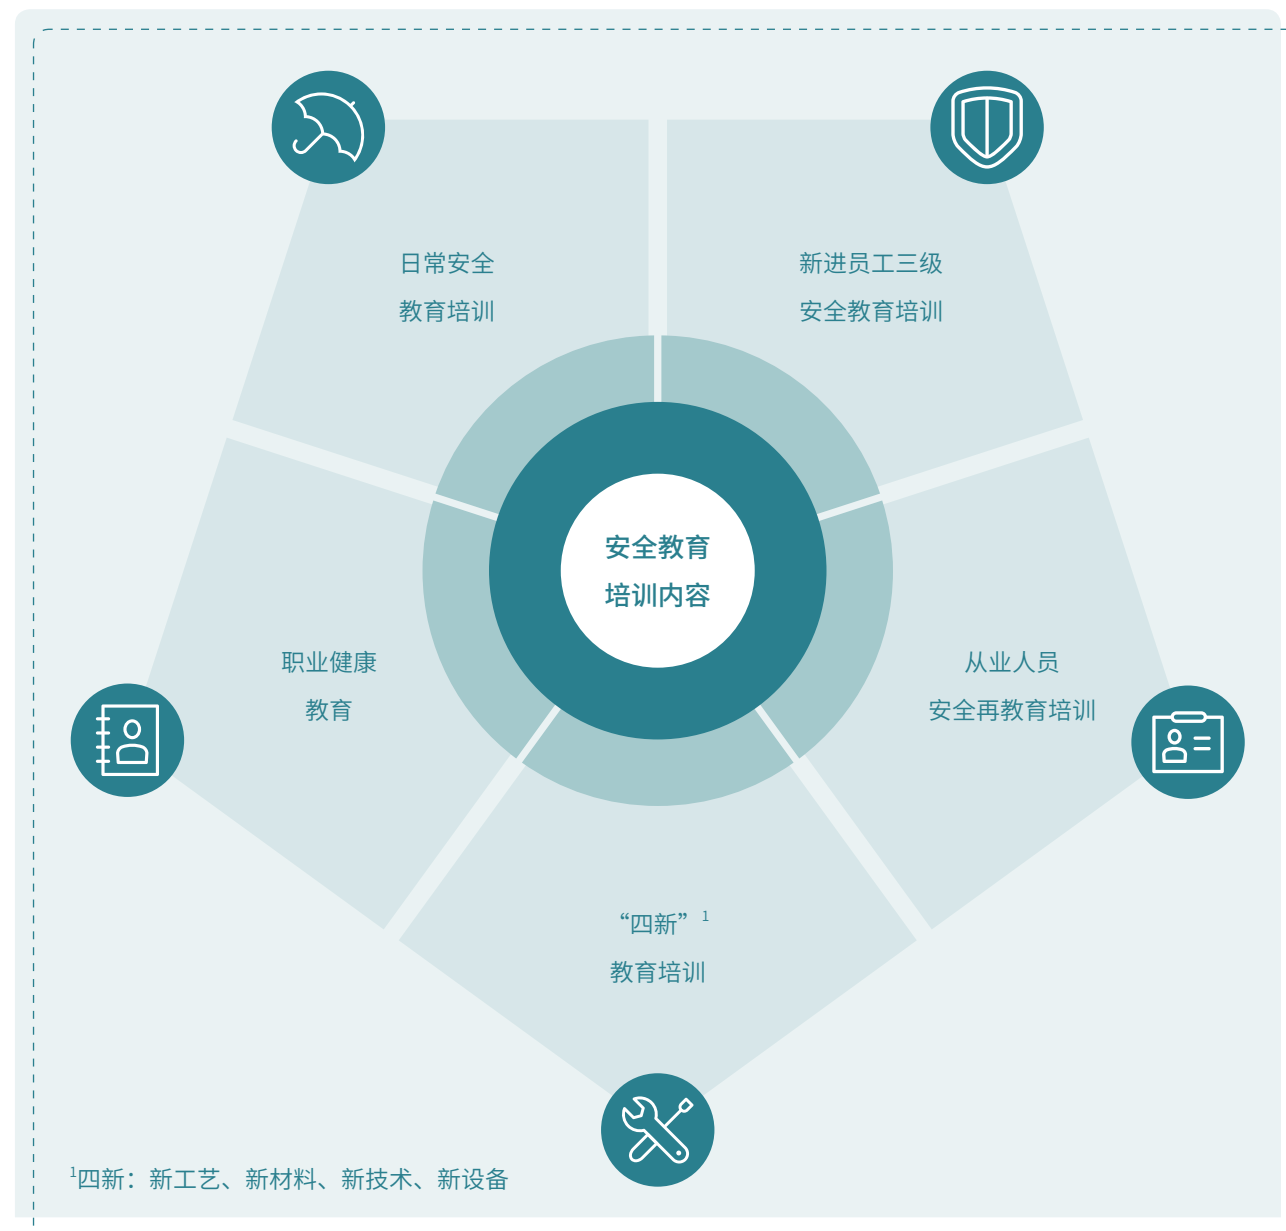 日常安全
教育培训
新进员工三级
安全教育培训
安全教育
培训内容
职业健康
教育
从业人员
安全再教育培训
“四新”1
教育培训
1四新：新工艺、新材料、新技术、新设备